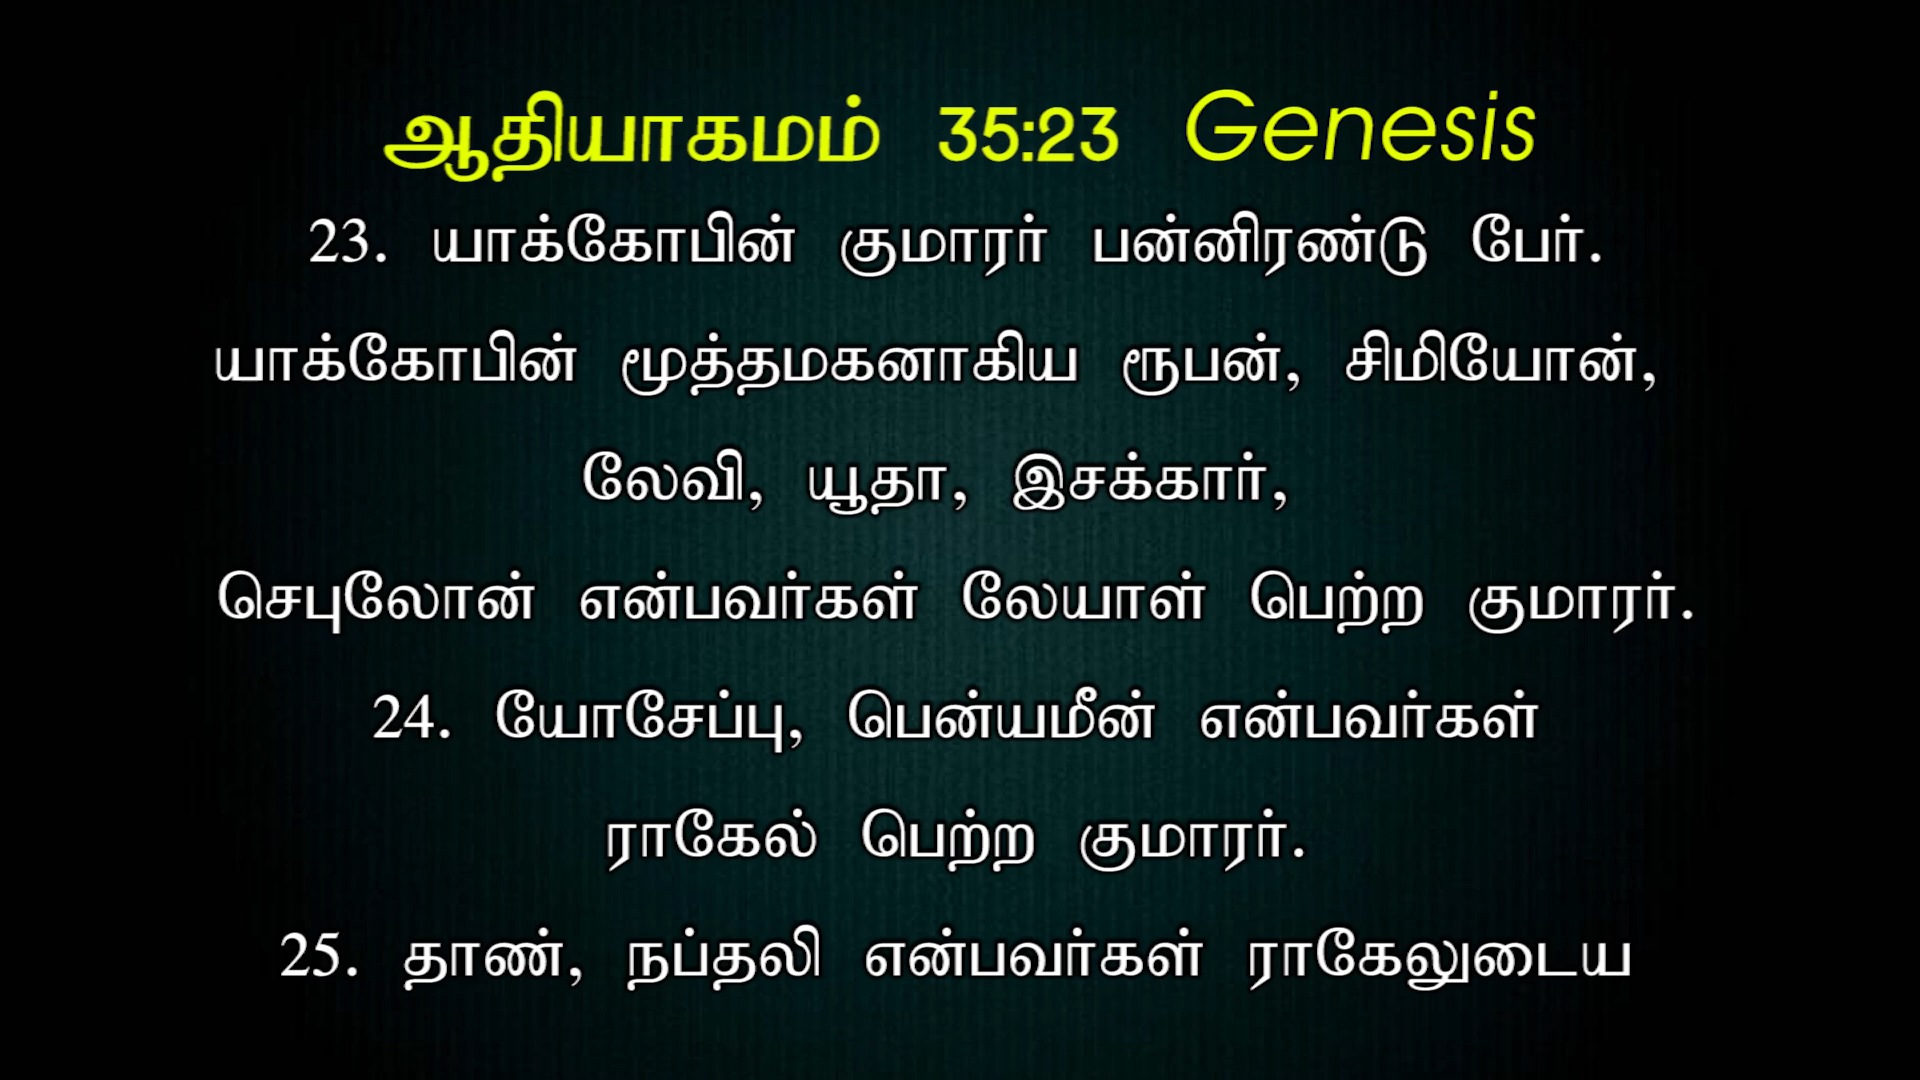 ஆதியாகமம் 35:23 Genesis
23. யாக்கோபின் குமாரர் பன்னிரண்டு பேர்.
யாக்கோபின் மூத்தமகனாகிய ரூபன், சிமியோன்,
லேவி, யூதா, இசக்கார்,
செபுலோன் என்பவர்கள் லேயாள் பெற்ற குமாரர்.
24. யோசேப்பு, பென்யமீன் என்பவர்கள்
ராகேல் பெற்ற குமாரர்.
25. தாண், நப்தலி என்பவர்கள் ராகேலுடைய